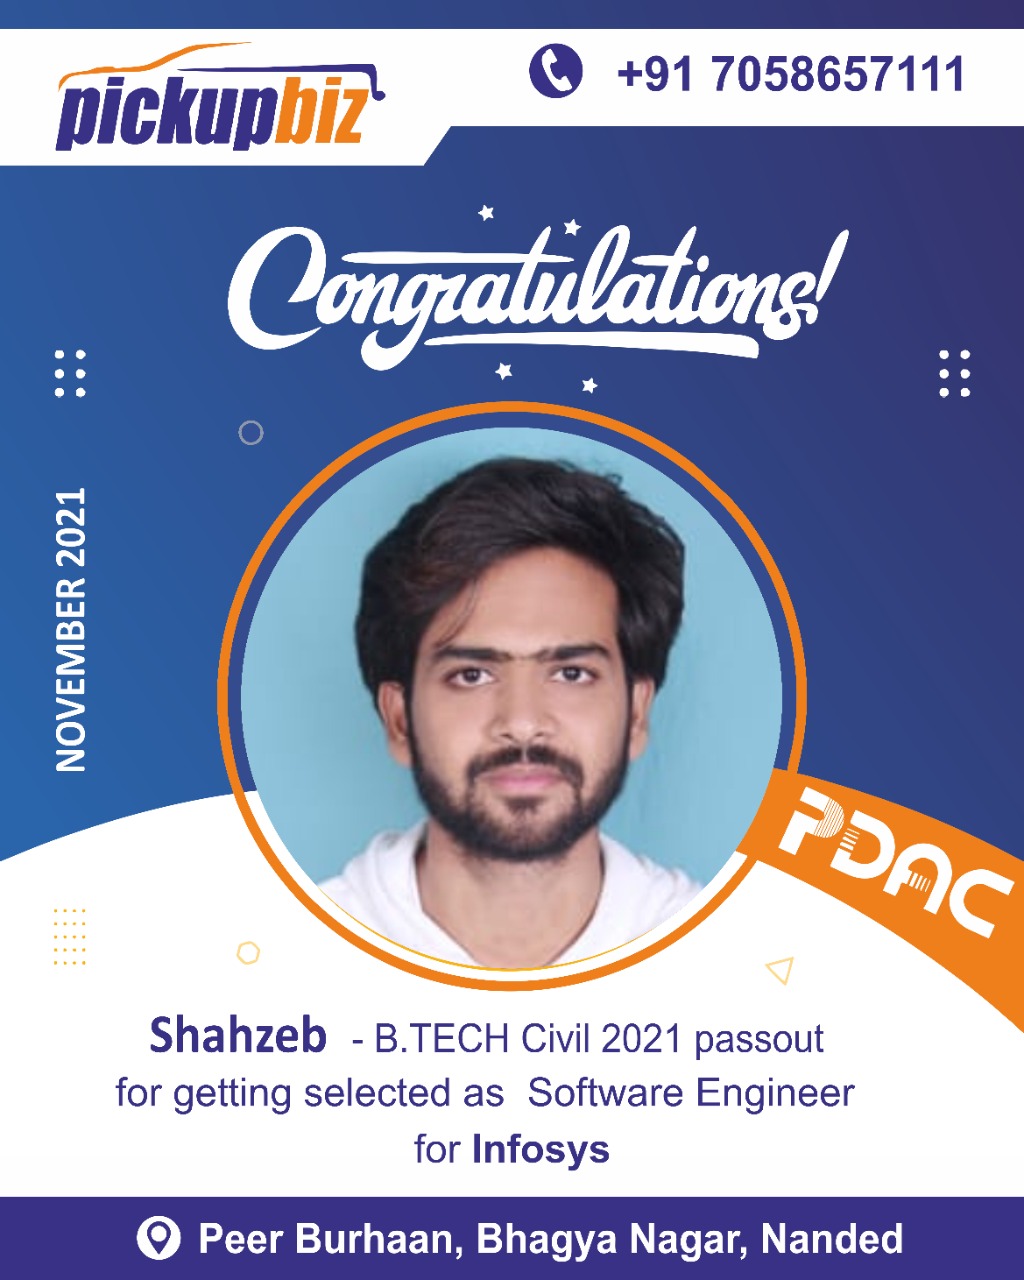 pickupbiz
+91 7058657111
Congratulations!
NOVEMBER 2021
PDAC
Shahzeb - B.TECH Civil 2021 passout
for getting selected as Software Engineer
for Infosys
Peer Burhaan, Bhagya Nagar, Nanded